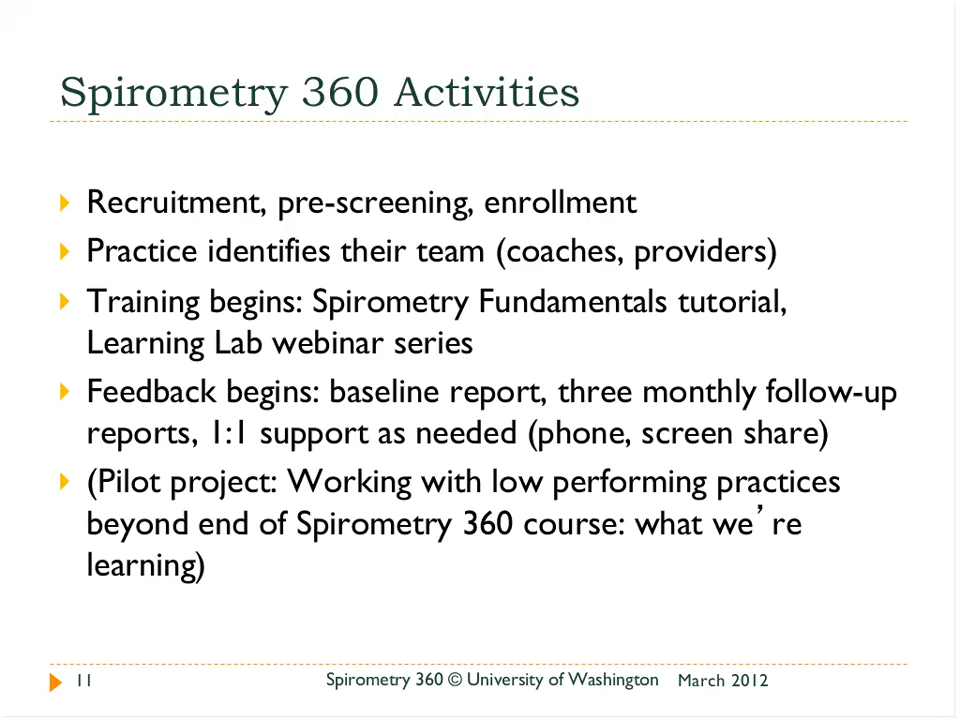 Spirometry 360 Activities
Recruitment, pre-screening, enrollment
Practice identifies their team (coaches, providers)
Training begins: Spirometry Fundamentals tutorial,
Learning Lab webinar series
Feedback begins: baseline report, three monthly follow-up
reports, 1:1 support as needed (phone, screen share)
(Pilot project: Working with low performing practices
beyond end of Spirometry 360 course: what we’re
learning)
11 Spirometry 360 © University of Washington March 2012